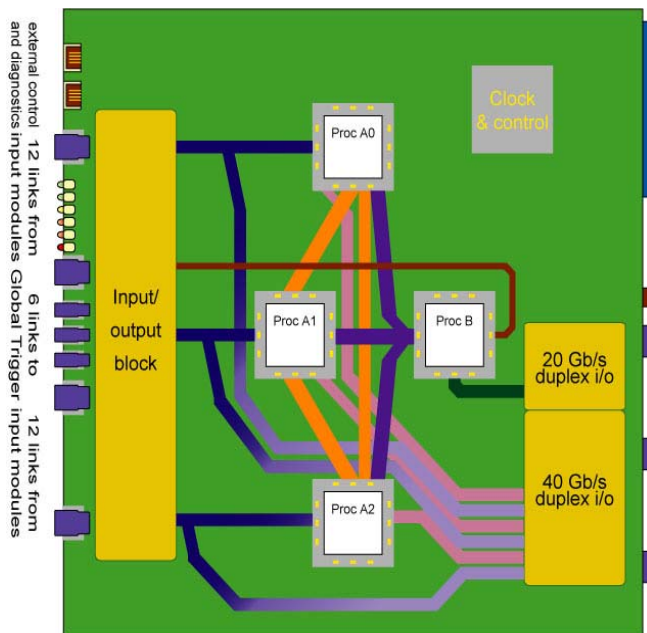 external control
and diagnostics
12 links from
input modules
6 links to
Global Trigger
12 links from
input modules
Input/
output
block
Proc A0
Proc A1
Proc A2
Proc B
Clock
& control
20 Gb/s
duplex i/o
40 Gb/s
duplex i/o